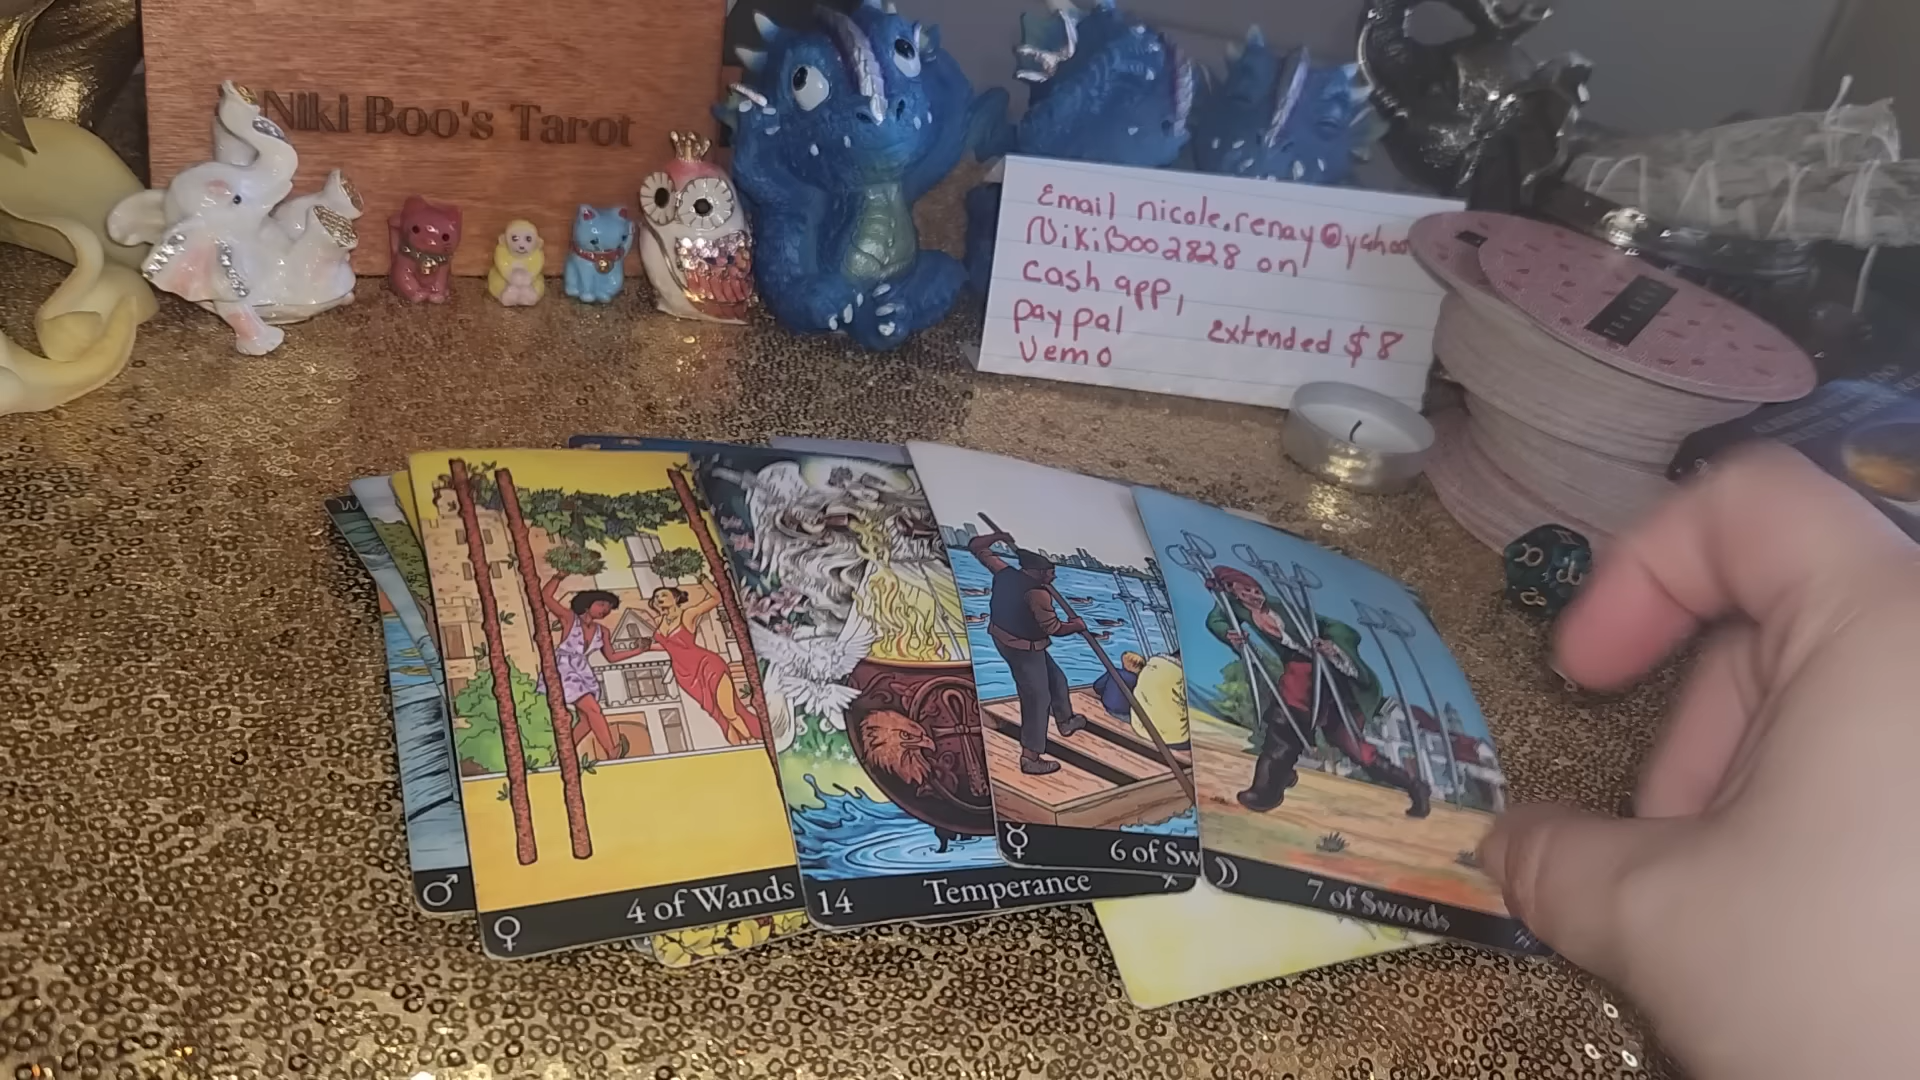 Niki Boo's Tarot
Email nicole.renay@yahoo
NikiBoo2828 on
cash app,
paypal
extended $8
Vemo
4 of Wands
14 Temperance
6 of Sw
7 of Swords